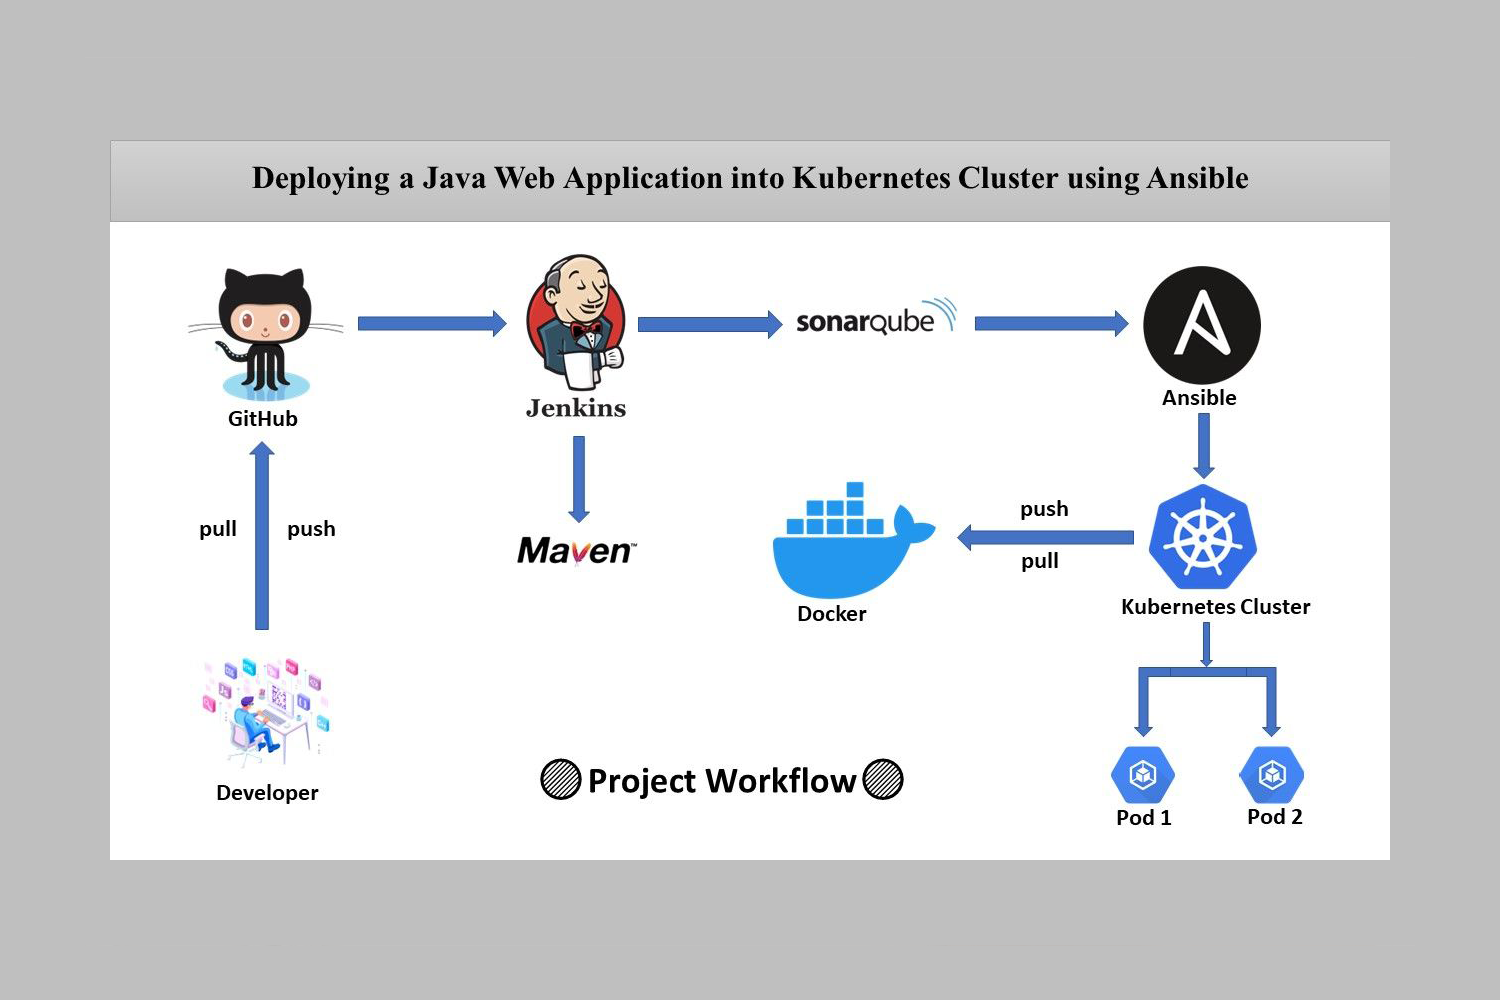 Deploying a Java Web Application into Kubernetes Cluster using Ansible
GitHub
Jenkins
sonarqube
Ansible
pull
push
Maven™
push
pull
Docker
Kubernetes Cluster
Developer
Project Workflow
Pod 1
Pod 2